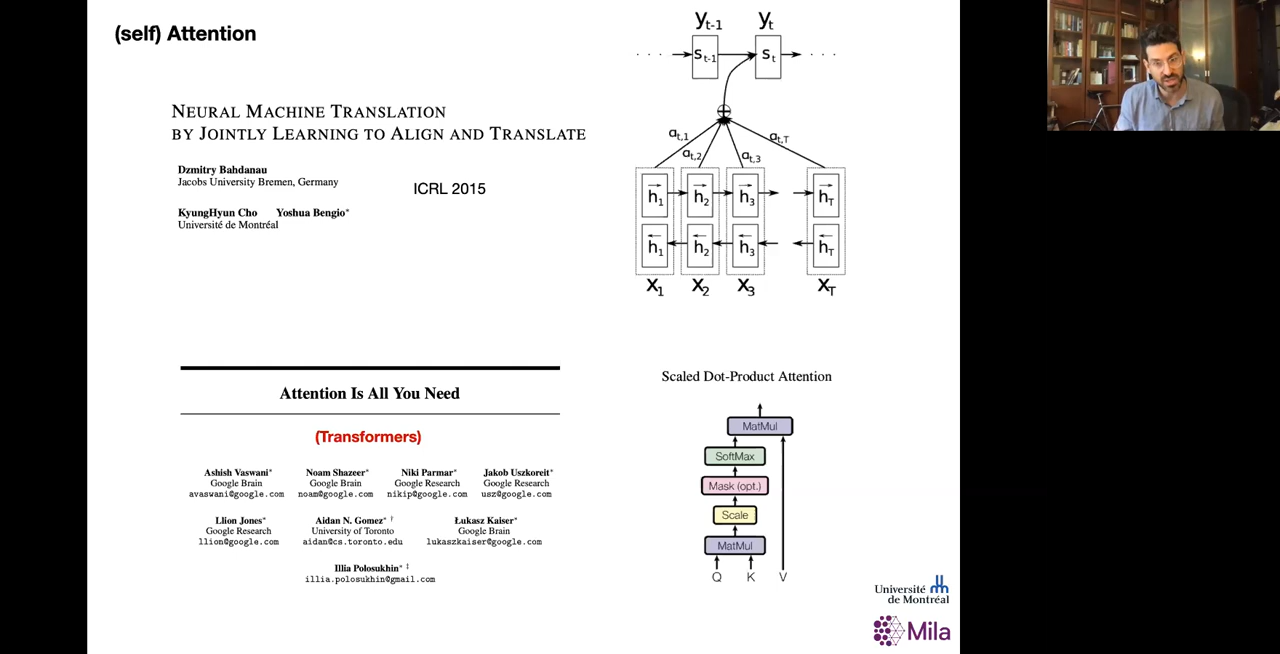 (self) Attention
NEURAL MACHINE TRANSLATION
BY JOINTLY LEARNING TO ALIGN AND TRANSLATE
Dzmitry Bahdanau
Jacobs University Bremen, Germany
ICRL 2015
KyungHyun Cho Yoshua Bengio*
Université de Montréal
yt-1 yt
. . . st-1 st . . .
at,1 at,2 at,3 at,T
h1 h2 h3 hT
h1 h2 h3 hT
x1 x2 x3 xT
Attention Is All You Need
(Transformers)
Ashish Vaswani* Noam Shazeer* Niki Parmar* Jakob Uszkoreit*
Google Brain Google Brain Google Research Google Research
avaswani@google.com noam@google.com nikip@google.com usz@google.com
Llion Jones* Aidan N. Gomez* † Łukasz Kaiser*
Google Research University of Toronto Google Brain
llion@google.com aidan@cs.toronto.edu lukaszkaiser@google.com
Illia Polosukhin* ‡
illia.polosukhin@gmail.com
Scaled Dot-Product Attention
MatMul
SoftMax
Mask (opt.)
Scale
MatMul
Q K V
Université
de Montréal
Mila